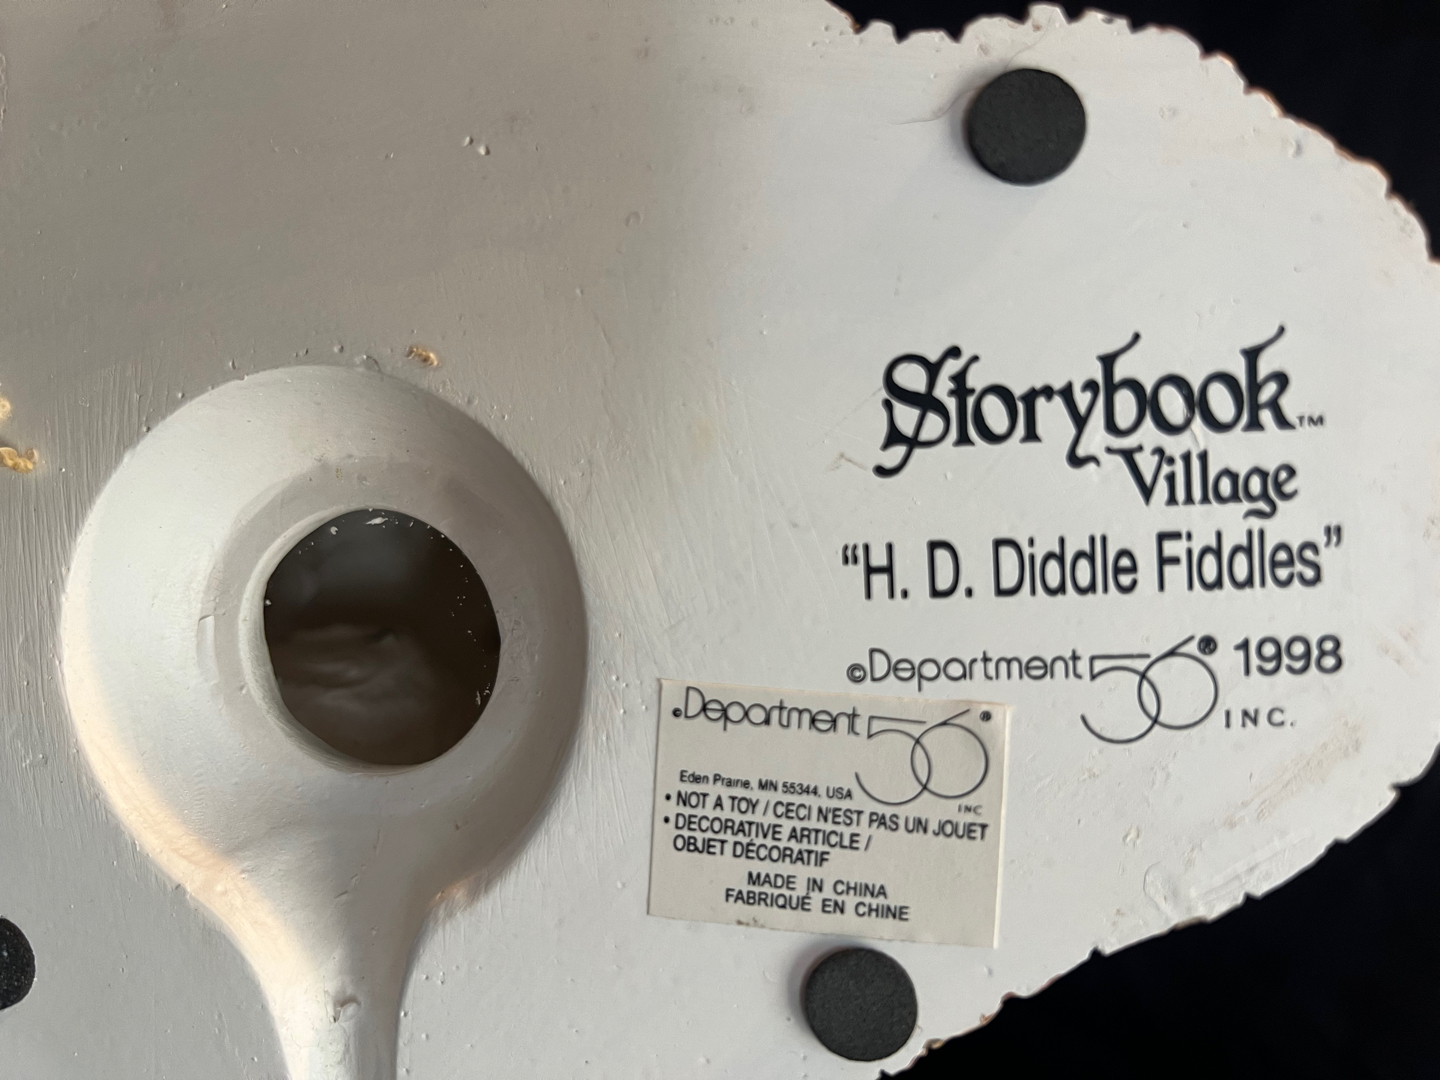 Storybook™
Village
“H. D. Diddle Fiddles”
©Department 56® 1998
INC.
©Department 56®
INC
Eden Prairie, MN 55344, USA
• NOT A TOY / CECI N'EST PAS UN JOUET
• DECORATIVE ARTICLE /
OBJET DÉCORATIF
MADE IN CHINA
FABRIQUÉ EN CHINE